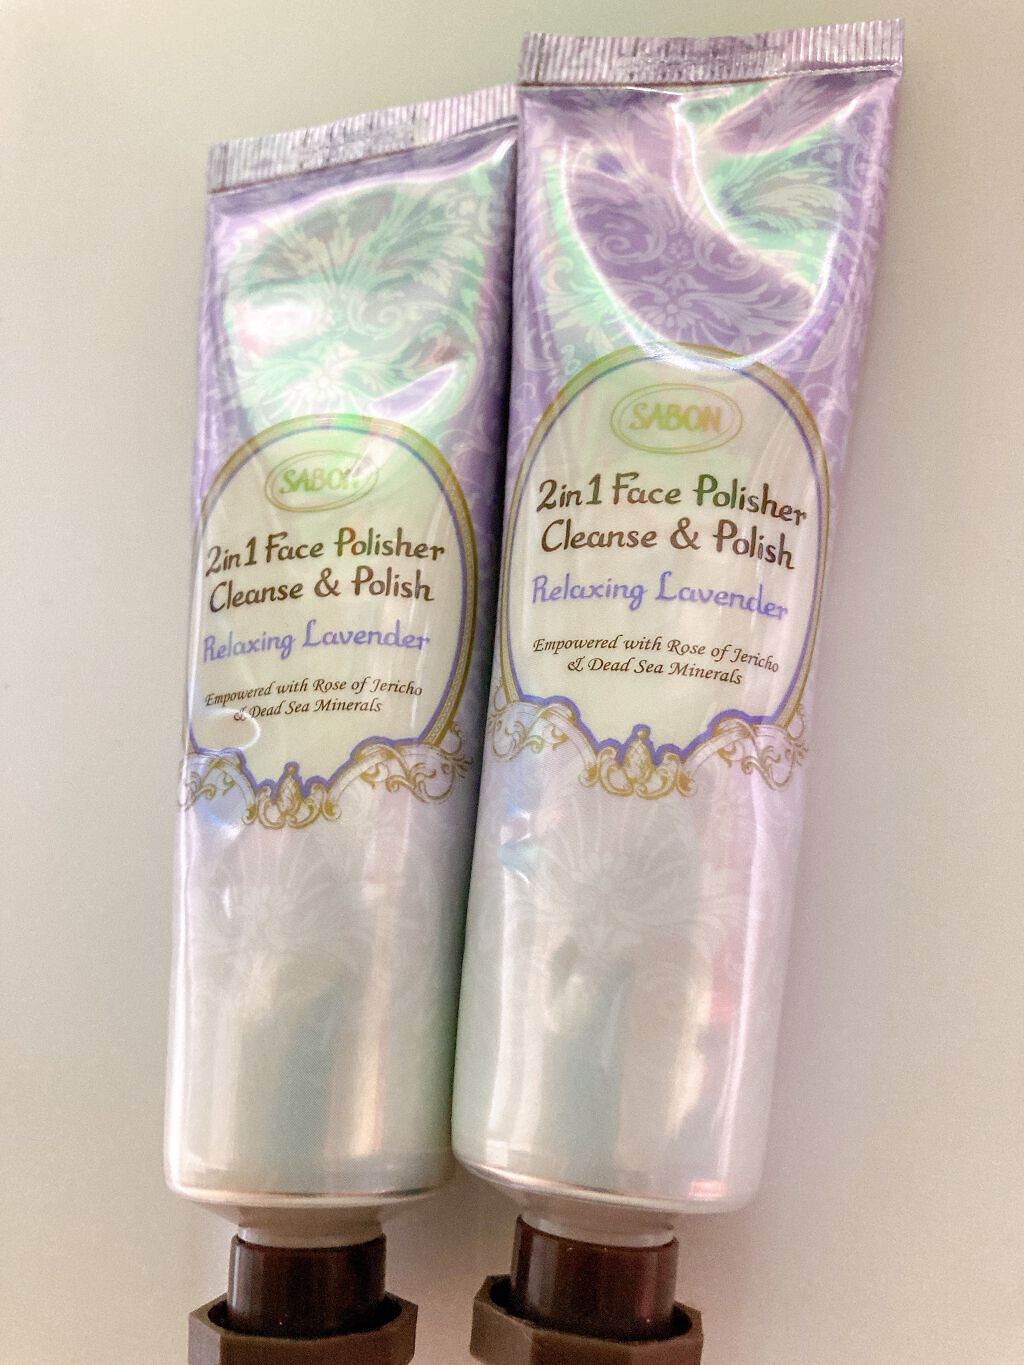 SABON
2in1 Face Polisher
Cleanse & Polish
Relaxing Lavender
Empowered with Rose of Jericho
& Dead Sea Minerals
SABON
2in1 Face Polisher
Cleanse & Polish
Relaxing Lavender
Empowered with Rose of Jericho
& Dead Sea Minerals